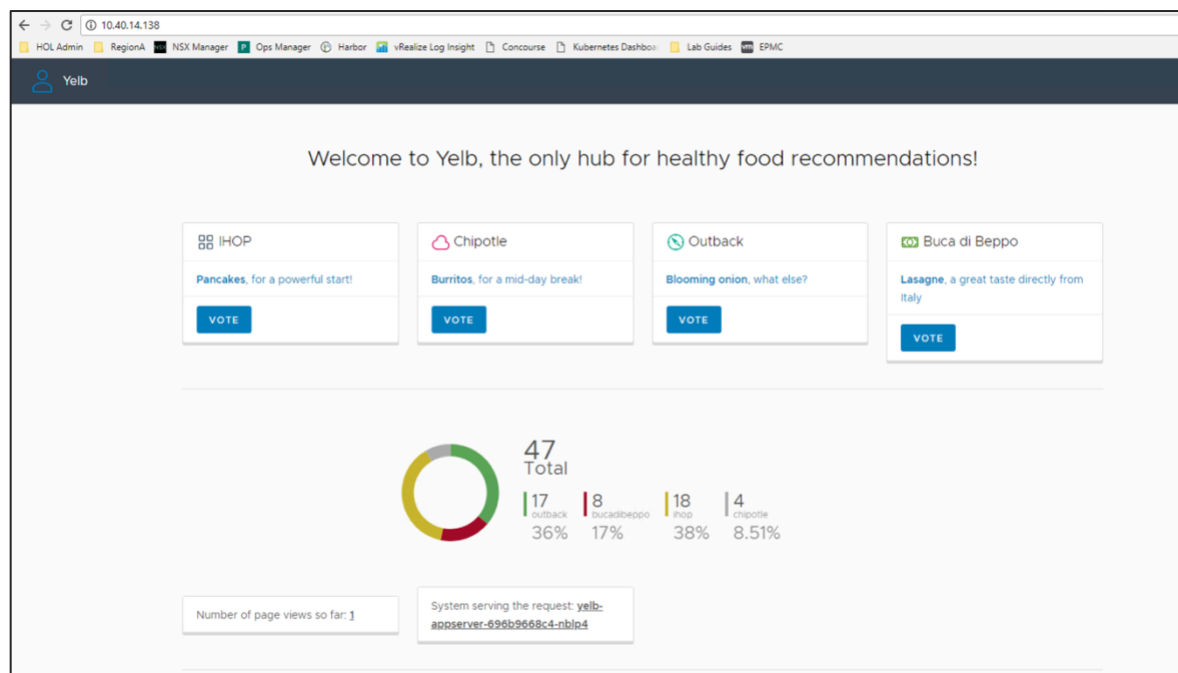 10.40.14.138
HOL Admin RegionA NSX NSX Manager P Ops Manager Harbor vRealize Log Insight Concourse Kubernetes Dashboa Lab Guides vm EPMC
Yelb
Welcome to Yelb, the only hub for healthy food recommendations!
IHOP
Pancakes, for a powerful start!
VOTE
Chipotle
Burritos, for a mid-day break!
VOTE
Outback
Blooming onion, what else?
VOTE
Buca di Beppo
Lasagne, a great taste directly from
Italy
VOTE
47
Total
17 8 18 4
outback bucadibeppo ihop chipotle
36% 17% 38% 8.51%
Number of page views so far: 1
System serving the request: yelb-
appserver-696b9668c4-nblp4